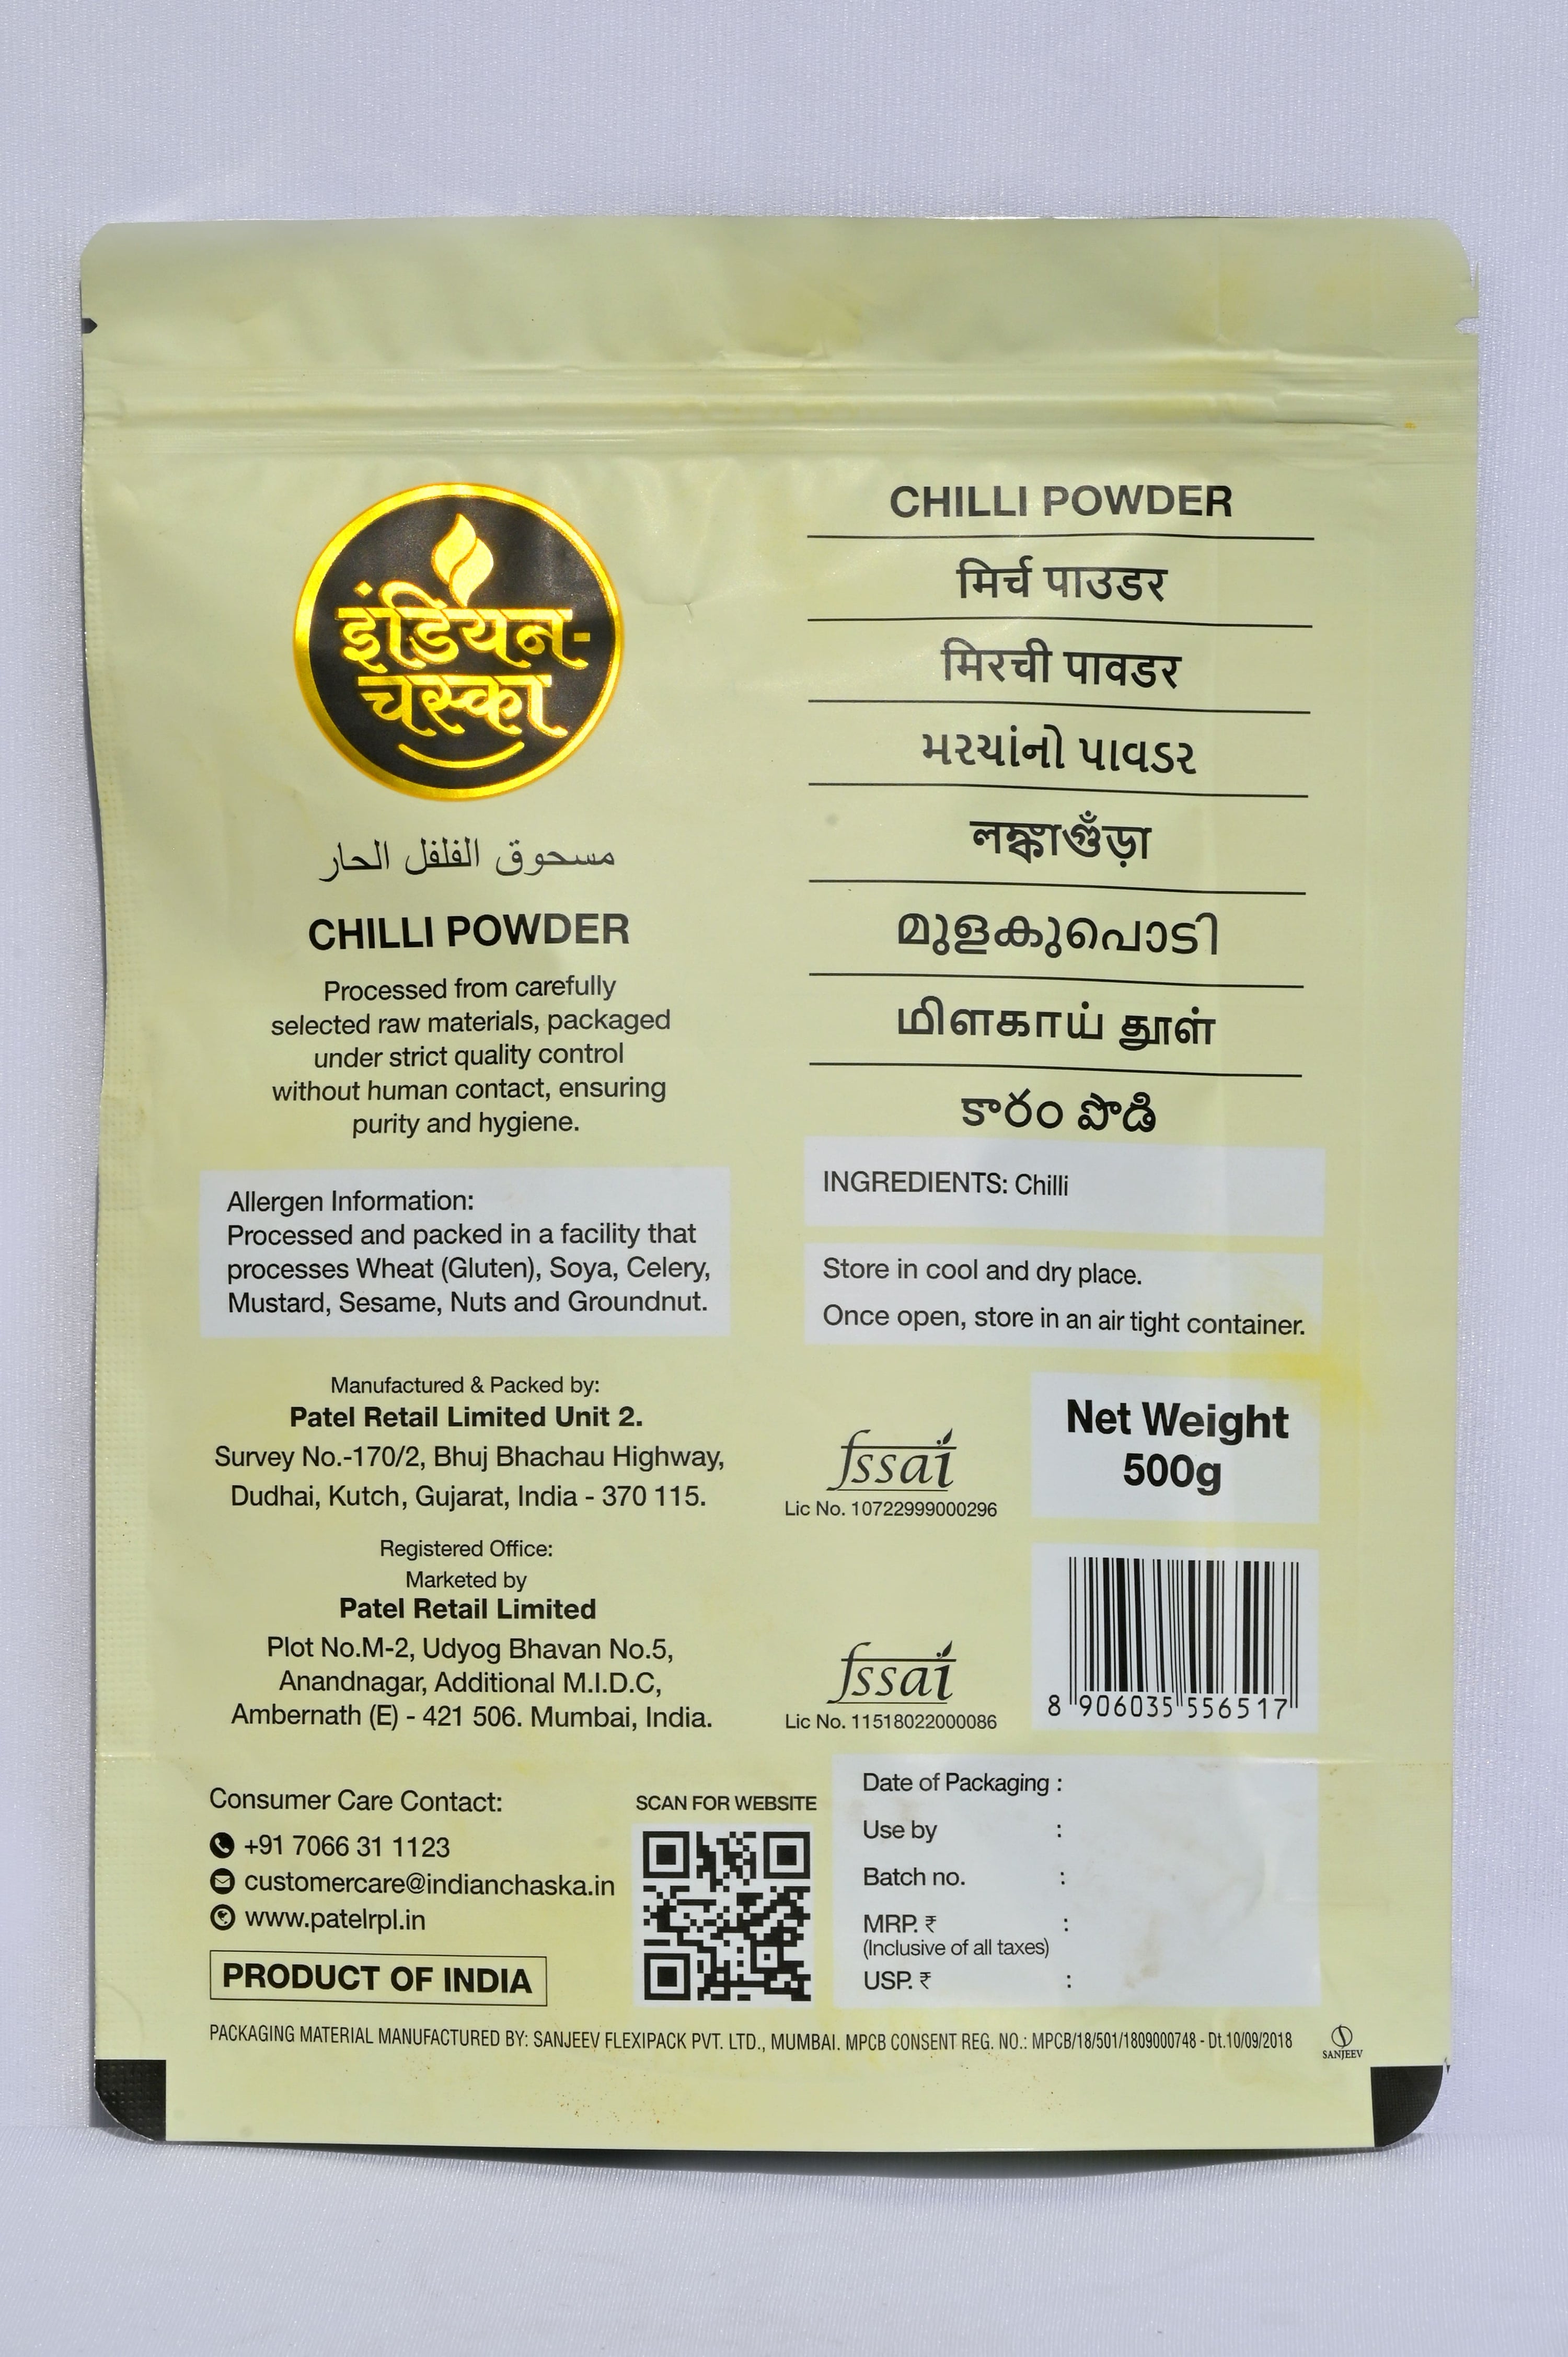 इंडियन-
चस्का
مسحوق الفلفل الحار
CHILLI POWDER
Processed from carefully
selected raw materials, packaged
under strict quality control
without human contact, ensuring
purity and hygiene.
Allergen Information:
Processed and packed in a facility that
processes Wheat (Gluten), Soya, Celery,
Mustard, Sesame, Nuts and Groundnut.
Manufactured & Packed by:
Patel Retail Limited Unit 2.
Survey No.-170/2, Bhuj Bhachau Highway,
Dudhai, Kutch, Gujarat, India - 370 115.
Registered Office:
Marketed by
Patel Retail Limited
Plot No.M-2, Udyog Bhavan No.5,
Anandnagar, Additional M.I.D.C,
Ambernath (E) - 421 506. Mumbai, India.
Consumer Care Contact:
+91 7066 31 1123
customercare@indianchaska.in
www.patelrpl.in
PRODUCT OF INDIA
SCAN FOR WEBSITE
CHILLI POWDER
मिर्च पाउडर
मिरची पावडर
મરચાંનો પાવડર
লঙ্কাগুঁড়া
മുളകുപൊടി
மிளகாய் தூள்
కారం పొడి
INGREDIENTS: Chilli
Store in cool and dry place.
Once open, store in an air tight container.
fssai
Lic No. 10722999000296
Net Weight
500g
fssai
Lic No. 11518022000086
8 906035 556517
Date of Packaging :
Use by :
Batch no. :
MRP. ₹ :
(Inclusive of all taxes)
USP. ₹ :
PACKAGING MATERIAL MANUFACTURED BY: SANJEEV FLEXIPACK PVT. LTD., MUMBAI. MPCB CONSENT REG. NO.: MPCB/18/501/1809000748 - Dt.10/09/2018
SANJEEV